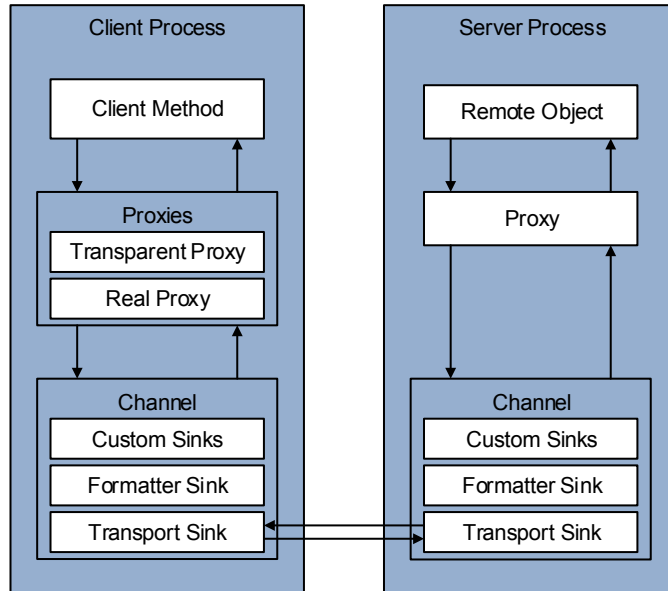 Client Process
Client Method
Proxies
Transparent Proxy
Real Proxy
Channel
Custom Sinks
Formatter Sink
Transport Sink
Server Process
Remote Object
Proxy
Channel
Custom Sinks
Formatter Sink
Transport Sink